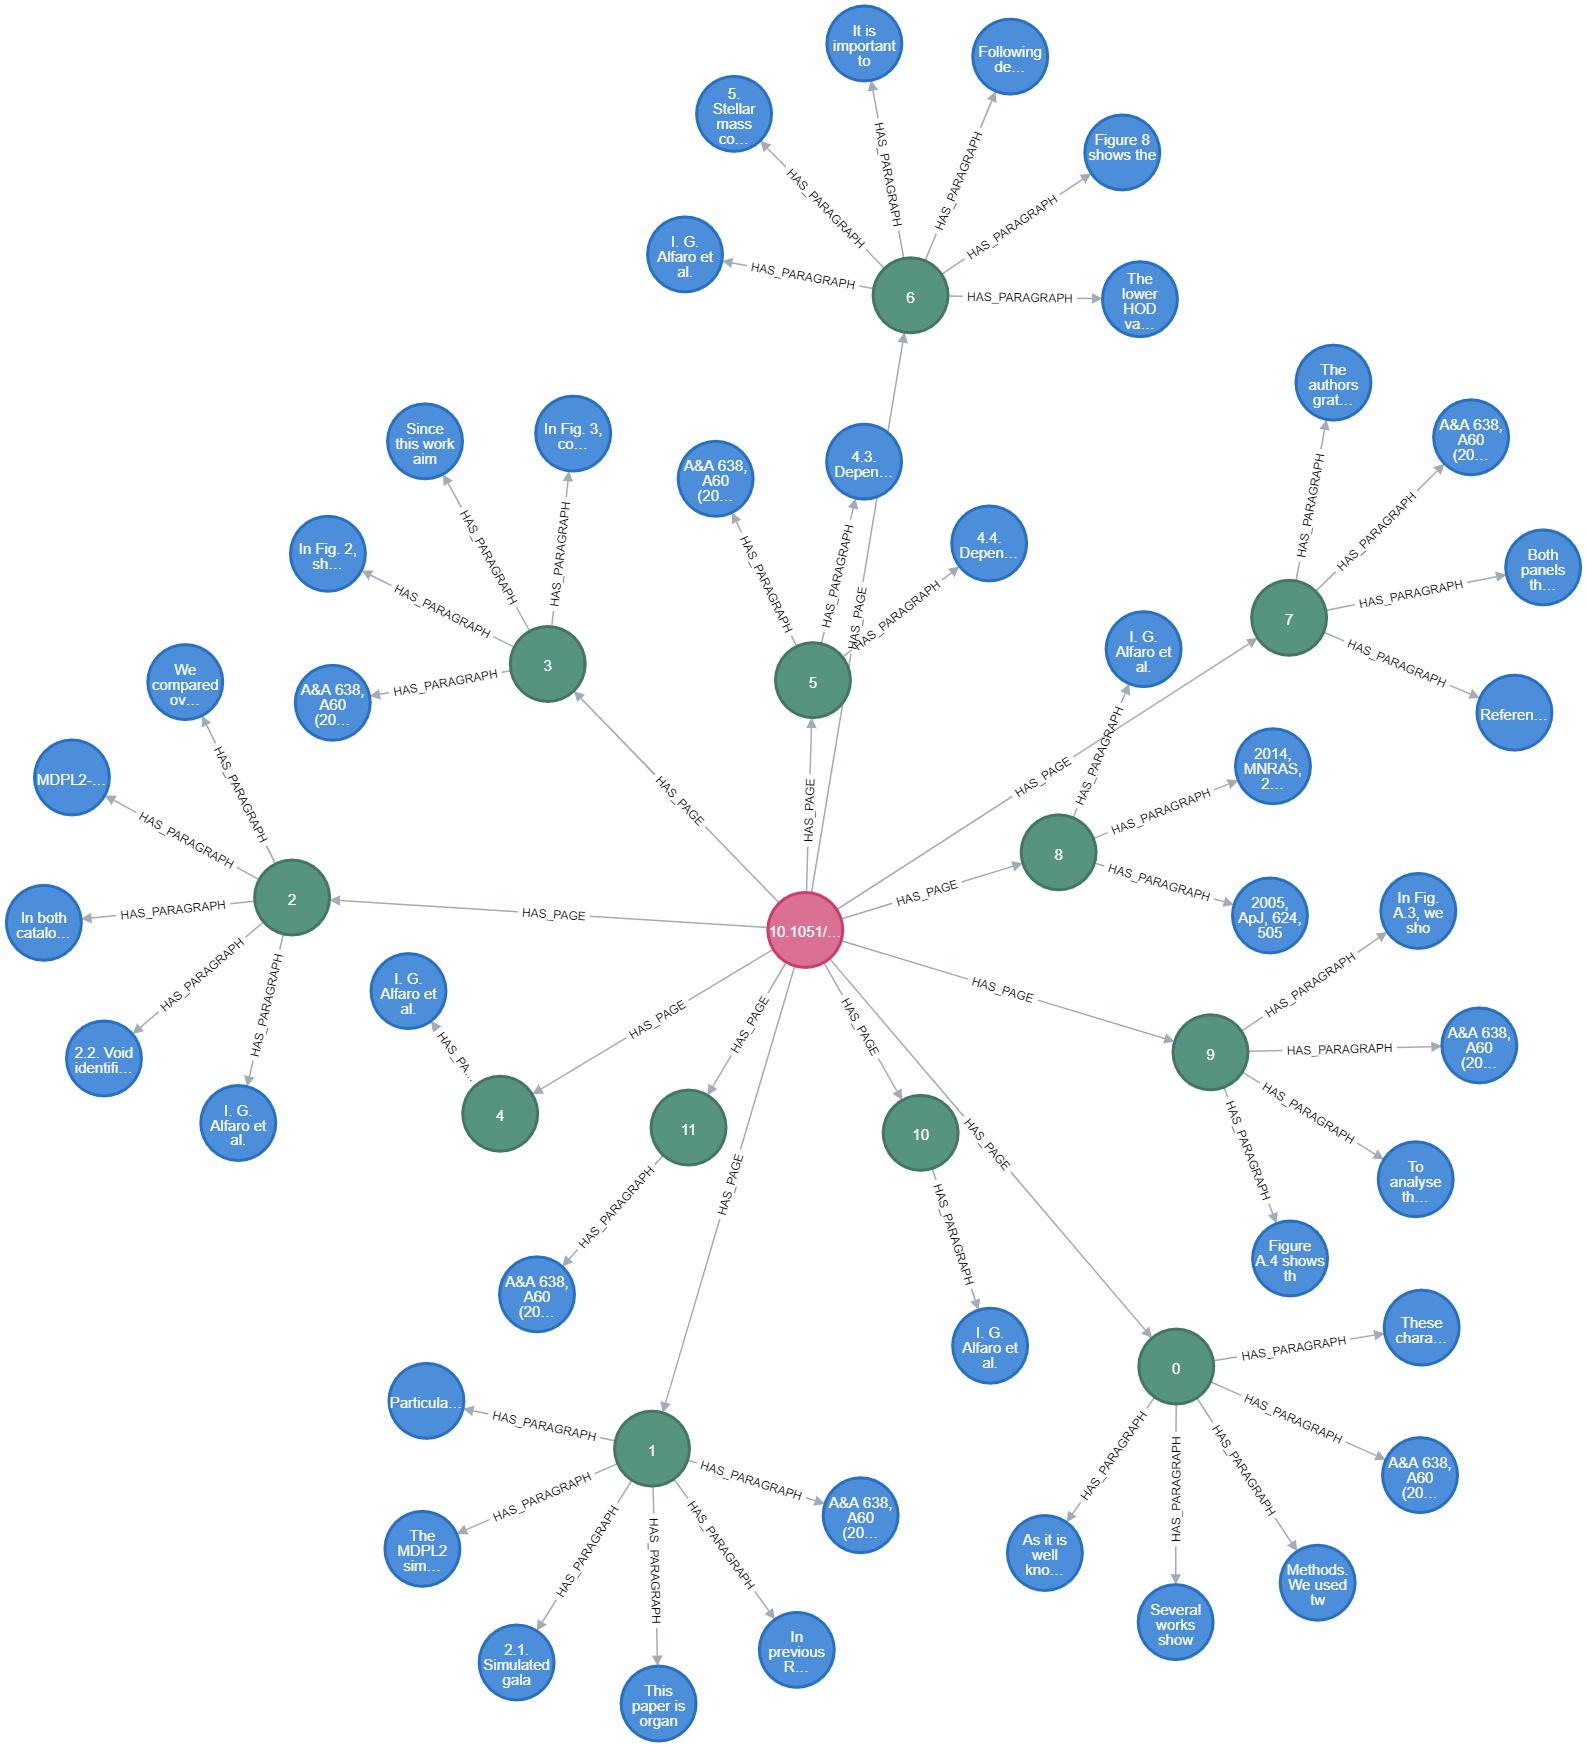 It is
important
to
Following
de...
5.
Stellar
mass
co...
Figure 8
shows the
I. G.
Alfaro et
al.
The
lower
HOD
va...
HAS_PARAGRAPH
HAS_PARAGRAPH
HAS_PARAGRAPH
HAS_PARAGRAPH
HAS_PARAGRAPH
HAS_PARAGRAPH
6
The
authors
grat...
A&A 638,
A60
(20...
Both
panels
th...
Referen...
HAS_PARAGRAPH
HAS_PARAGRAPH
HAS_PARAGRAPH
HAS_PARAGRAPH
7
Since
this work
aim
In Fig. 3,
co...
In Fig. 2,
sh...
A&A 638,
A60
(20...
HAS_PARAGRAPH
HAS_PARAGRAPH
HAS_PARAGRAPH
HAS_PARAGRAPH
3
A&A 638,
A60
(20...
4.3.
Depen...
4.4.
Depen...
HAS_PARAGRAPH
HAS_PARAGRAPH
HAS_PARAGRAPH
HAS_PAGE
5
I. G.
Alfaro et
al.
2014,
MNRAS,
2...
2005,
ApJ, 624,
505
HAS_PARAGRAPH
HAS_PARAGRAPH
HAS_PARAGRAPH
8
We
compared
ov...
MDPL2-...
In both
catalo...
2.2. Void
identifi...
I. G.
Alfaro et
al.
HAS_PARAGRAPH
HAS_PARAGRAPH
HAS_PARAGRAPH
HAS_PARAGRAPH
HAS_PARAGRAPH
2
HAS_PAGE
HAS_PAGE
HAS_PAGE
HAS_PAGE
HAS_PAGE
10.1051/...
HAS_PAGE
HAS_PAGE
HAS_PAGE
HAS_PAGE
HAS_PAGE
HAS_PAGE
In Fig.
A.3, we
sho
A&A 638,
A60
(20...
To
analyse
th...
Figure
A.4 shows
th
HAS_PARAGRAPH
HAS_PARAGRAPH
HAS_PARAGRAPH
HAS_PARAGRAPH
9
I. G.
Alfaro et
al.
HAS_PA...
4
11
HAS_PARAGRAPH
A&A 638,
A60
(20...
10
HAS_PARAGRAPH
I. G.
Alfaro et
al.
These
chara...
A&A 638,
A60
(20...
Methods.
We used
tw
Several
works
show
As it is
well
kno...
HAS_PARAGRAPH
HAS_PARAGRAPH
HAS_PARAGRAPH
HAS_PARAGRAPH
HAS_PARAGRAPH
0
Particula...
The
MDPL2
sim...
2.1.
Simulated
gala
This
paper is
organ
In
previous
R...
A&A 638,
A60
(20...
HAS_PARAGRAPH
HAS_PARAGRAPH
HAS_PARAGRAPH
HAS_PARAGRAPH
HAS_PARAGRAPH
HAS_PARAGRAPH
1